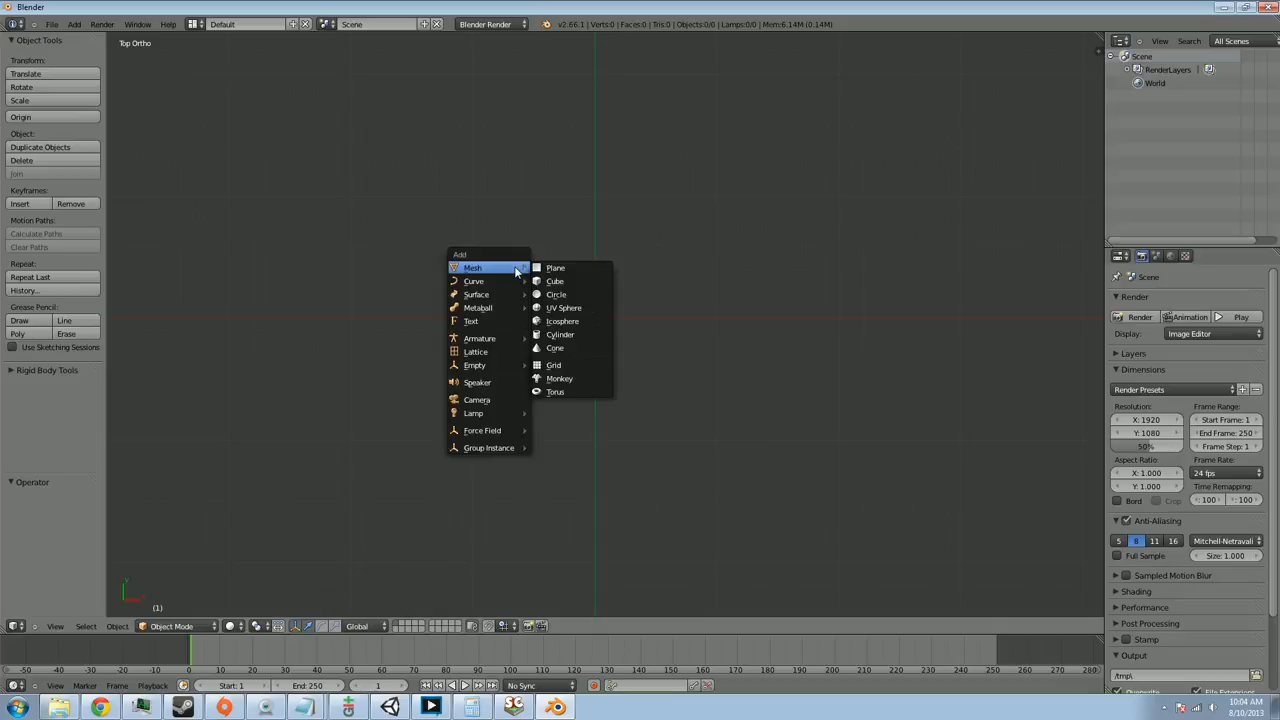 Blender
File Add Render Window Help Default Scene Blender Render v2.66.1 | Verts:0 | Faces:0 | Tris:0 | Objects:0/0 | Lamps:0/0 | Mem:6.14M (0.14M)
Object Tools
Transform:
Translate
Rotate
Scale
Origin
Object:
Duplicate Objects
Delete
Join
Keyframes:
Insert Remove
Motion Paths:
Calculate Paths
Clear Paths
Repeat:
Repeat Last
History...
Grease Pencil:
Draw Line
Poly Erase
Use Sketching Sessions
Rigid Body Tools
Operator
Top Ortho
Add
Mesh
Curve
Surface
Metaball
Text
Armature
Lattice
Empty
Speaker
Camera
Lamp
Force Field
Group Instance
Plane
Cube
Circle
UV Sphere
Icosphere
Cylinder
Cone
Grid
Monkey
Torus
y
(1)
View Select Object Object Mode Global
View Search All Scenes
Scene
RenderLayers
World
Scene
Render
Render Animation Play
Display: Image Editor
Layers
Dimensions
Render Presets
Resolution: Frame Range:
X: 1920 Start Frame: 1
Y: 1080 End Frame: 250
50% Frame Step: 1
Aspect Ratio: Frame Rate:
X: 1.000 24 fps
Y: 1.000 Time Remapping:
: 100 : 100
Bord Crop
Anti-Aliasing
5 8 11 16 Mitchell-Netravali
Full Sample Size: 1.000
Sampled Motion Blur
Shading
Performance
Post Processing
Stamp
Output
/tmp\
Overwrite File Extensions
-50 -40 -30 -20 -10 0 10 20 30 40 50 60 70 80 90 100 110 120 130 140 150 160 170 180 190 200 210 220 230 240 250 260 270 280
View Marker Frame Playback Start: 1 End: 250 1 No Sync
10:04 AM
8/10/2013